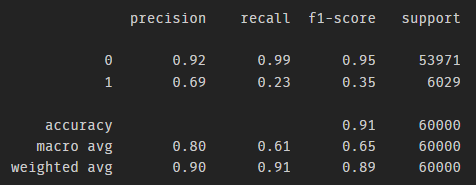 precision recall f1-score support
0 0.92 0.99 0.95 53971
1 0.69 0.23 0.35 6029
accuracy 0.91 60000
macro avg 0.80 0.61 0.65 60000
weighted avg 0.90 0.91 0.89 60000